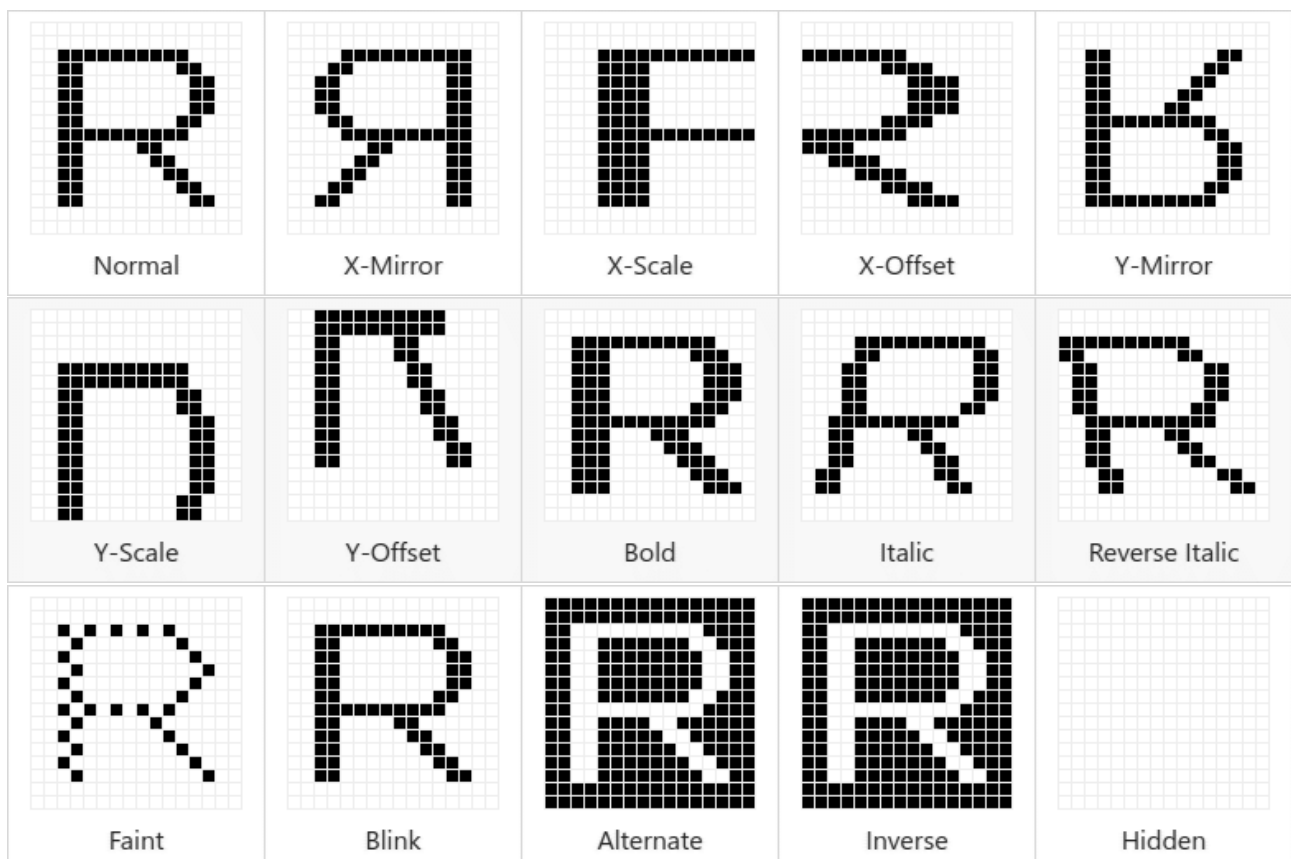 Normal X-Mirror X-Scale X-Offset Y-Mirror
Y-Scale Y-Offset Bold Italic Reverse Italic
Faint Blink Alternate Inverse Hidden